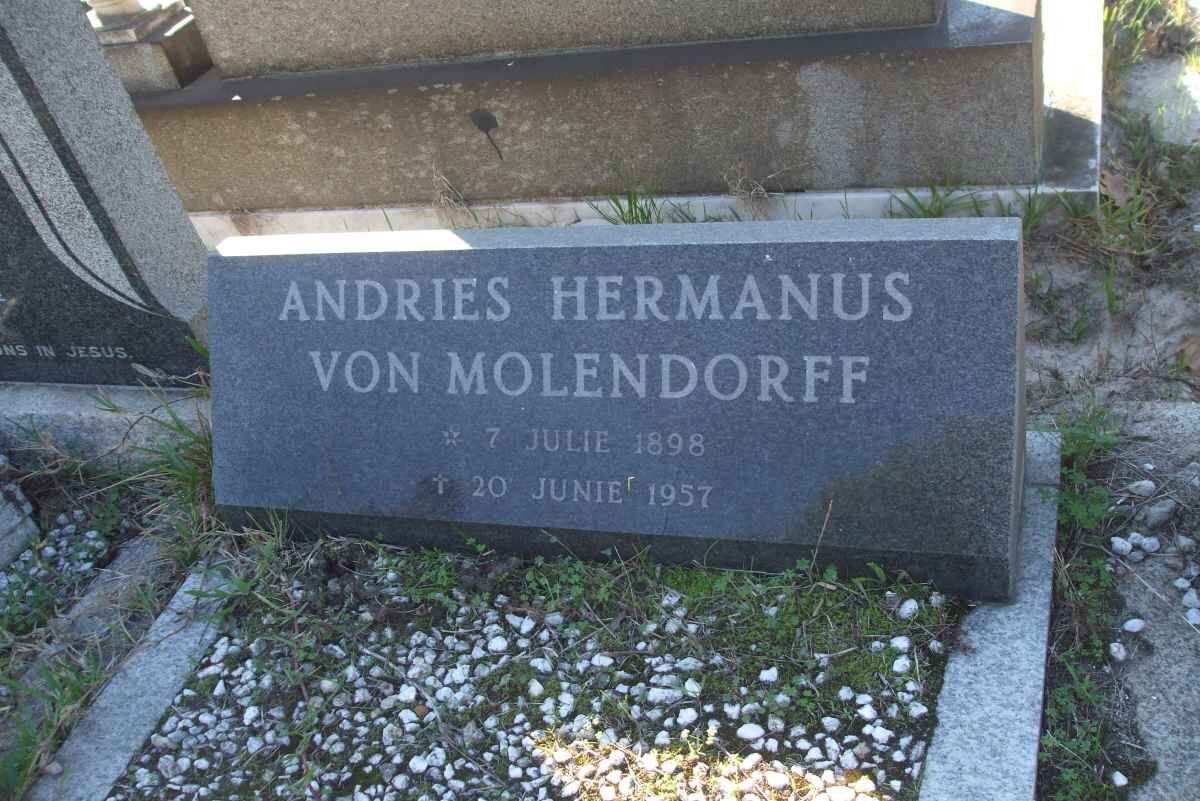 ANDRIES HERMANUS
VON MOLENDORFF
☆ 7 JULIE 1898
† 20 JUNIE 1957
IN JESUS.